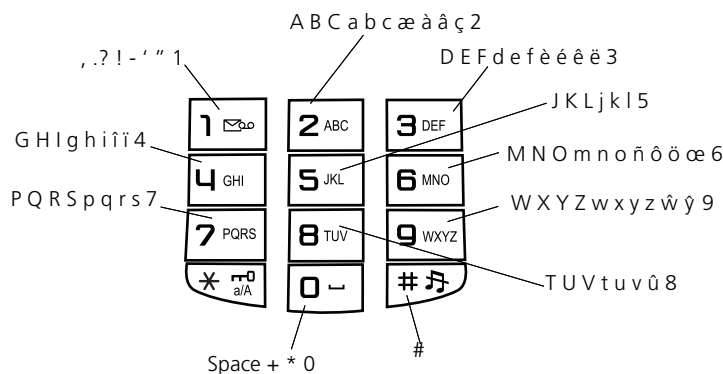 A B C a b c æ à â ç 2
, . ? ! - ‘ ” 1
D E F d e f è é ê ë 3
J K L j k l 5
1
2 ABC
3 DEF
G H I g h i î ï 4
M N O m n o ñ ô ö œ 6
4 GHI
5 JKL
6 MNO
P Q R S p q r s 7
W X Y Z w x y z ŵ ŷ 9
7 PQRS
8 TUV
9 WXYZ
T U V t u v û 8
* a/A
0
#
Space + * 0
#